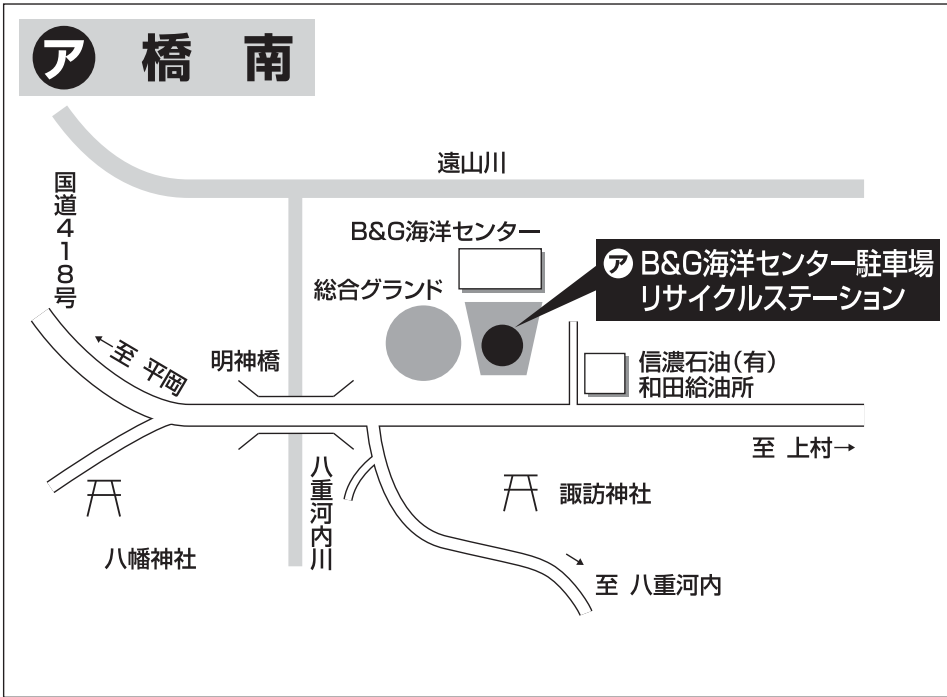 ア 橋 南
遠山川
国道418号
B&G海洋センター
総合グランド
ア B&G海洋センター駐車場
リサイクルステーション
←至 平岡
明神橋
信濃石油(有)
和田給油所
至 上村→
八重河内川
諏訪神社
八幡神社
至 八重河内